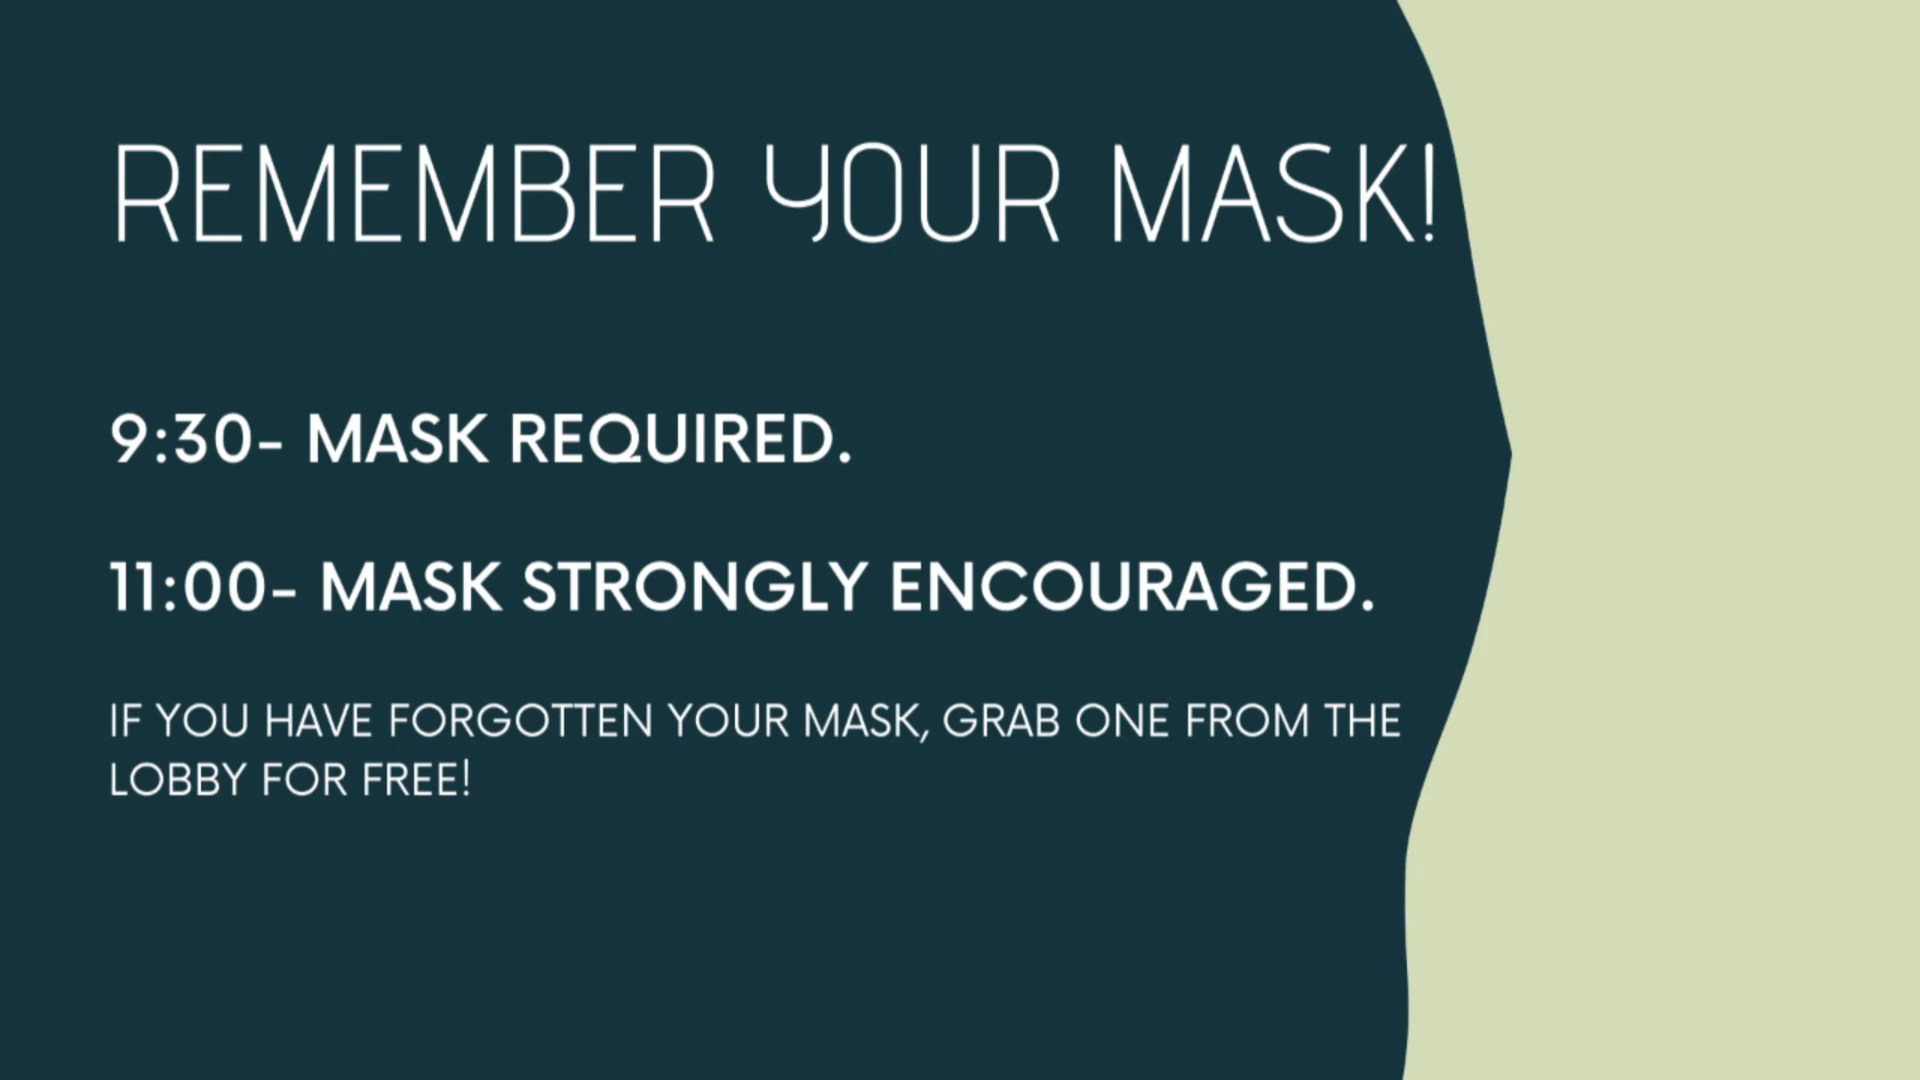 REMEMBER YOUR MASK!
9:30- MASK REQUIRED.
11:00- MASK STRONGLY ENCOURAGED.
IF YOU HAVE FORGOTTEN YOUR MASK, GRAB ONE FROM THE
LOBBY FOR FREE!